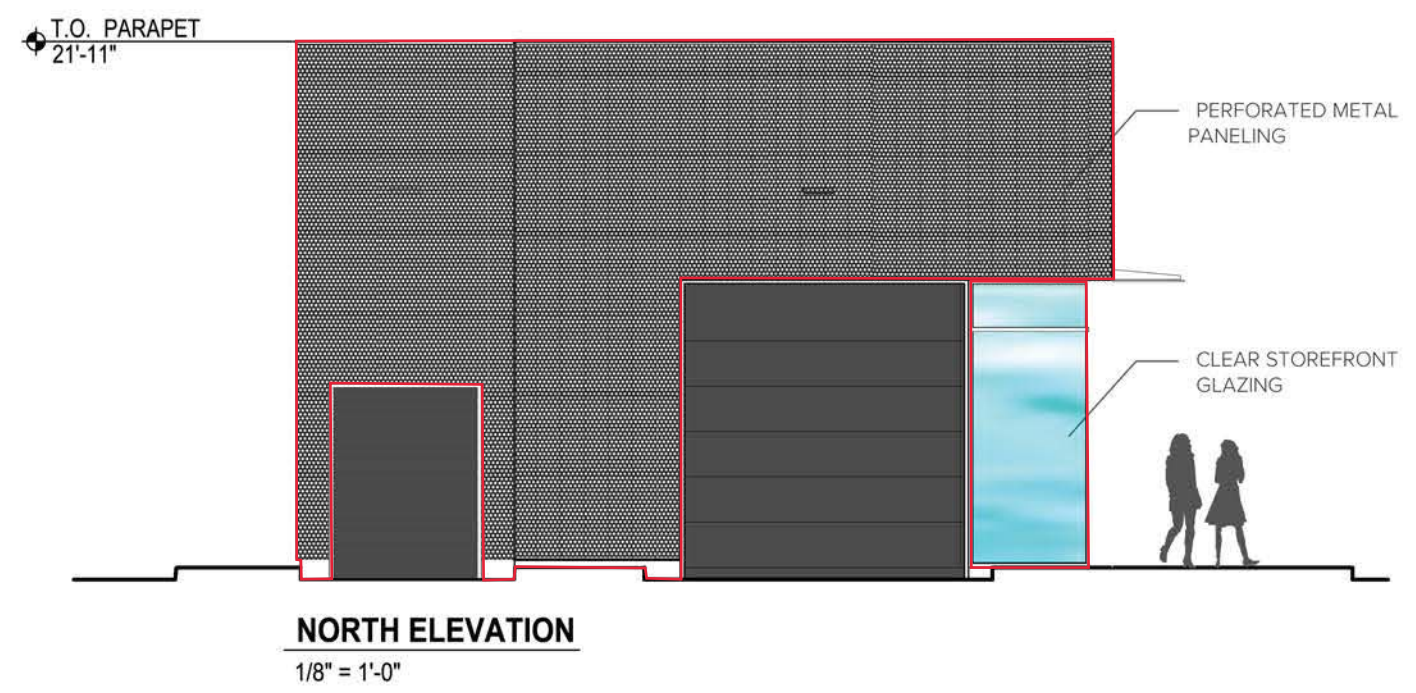 T.O. PARAPET
21'-11"
PERFORATED METAL
PANELING
CLEAR STOREFRONT
GLAZING
NORTH ELEVATION
1/8" = 1'-0"